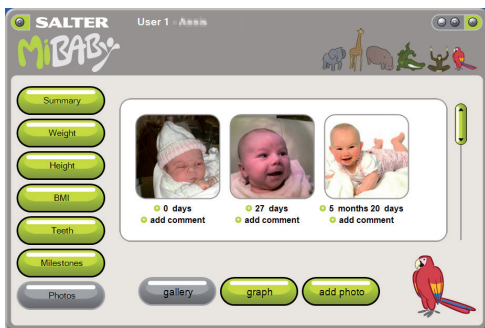 SALTER
User 1 - Annis
MiBABy
Summary
Weight
Height
BMI
Teeth
Milestones
Photos
0 days
27 days
5 months 20 days
add comment
add comment
add comment
gallery
graph
add photo